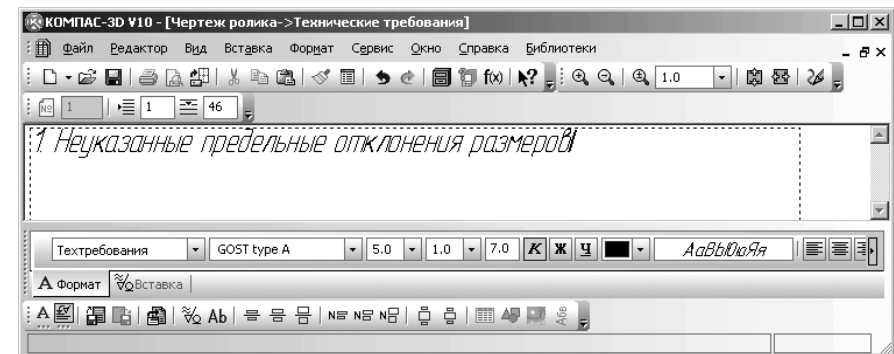 КОМПАС-3D V10 - [Чертеж ролика->Технические требования]
Файл Редактор Вид Вставка Формат Сервис Окно Справка Библиотеки
f(x) 1.0
1 1 46
1. Неуказанные предельные отклонения размеров
Техтребования GOST type A 5.0 1.0 7.0 К Ж Ч АаВbЮюЯя
А Формат Вставка